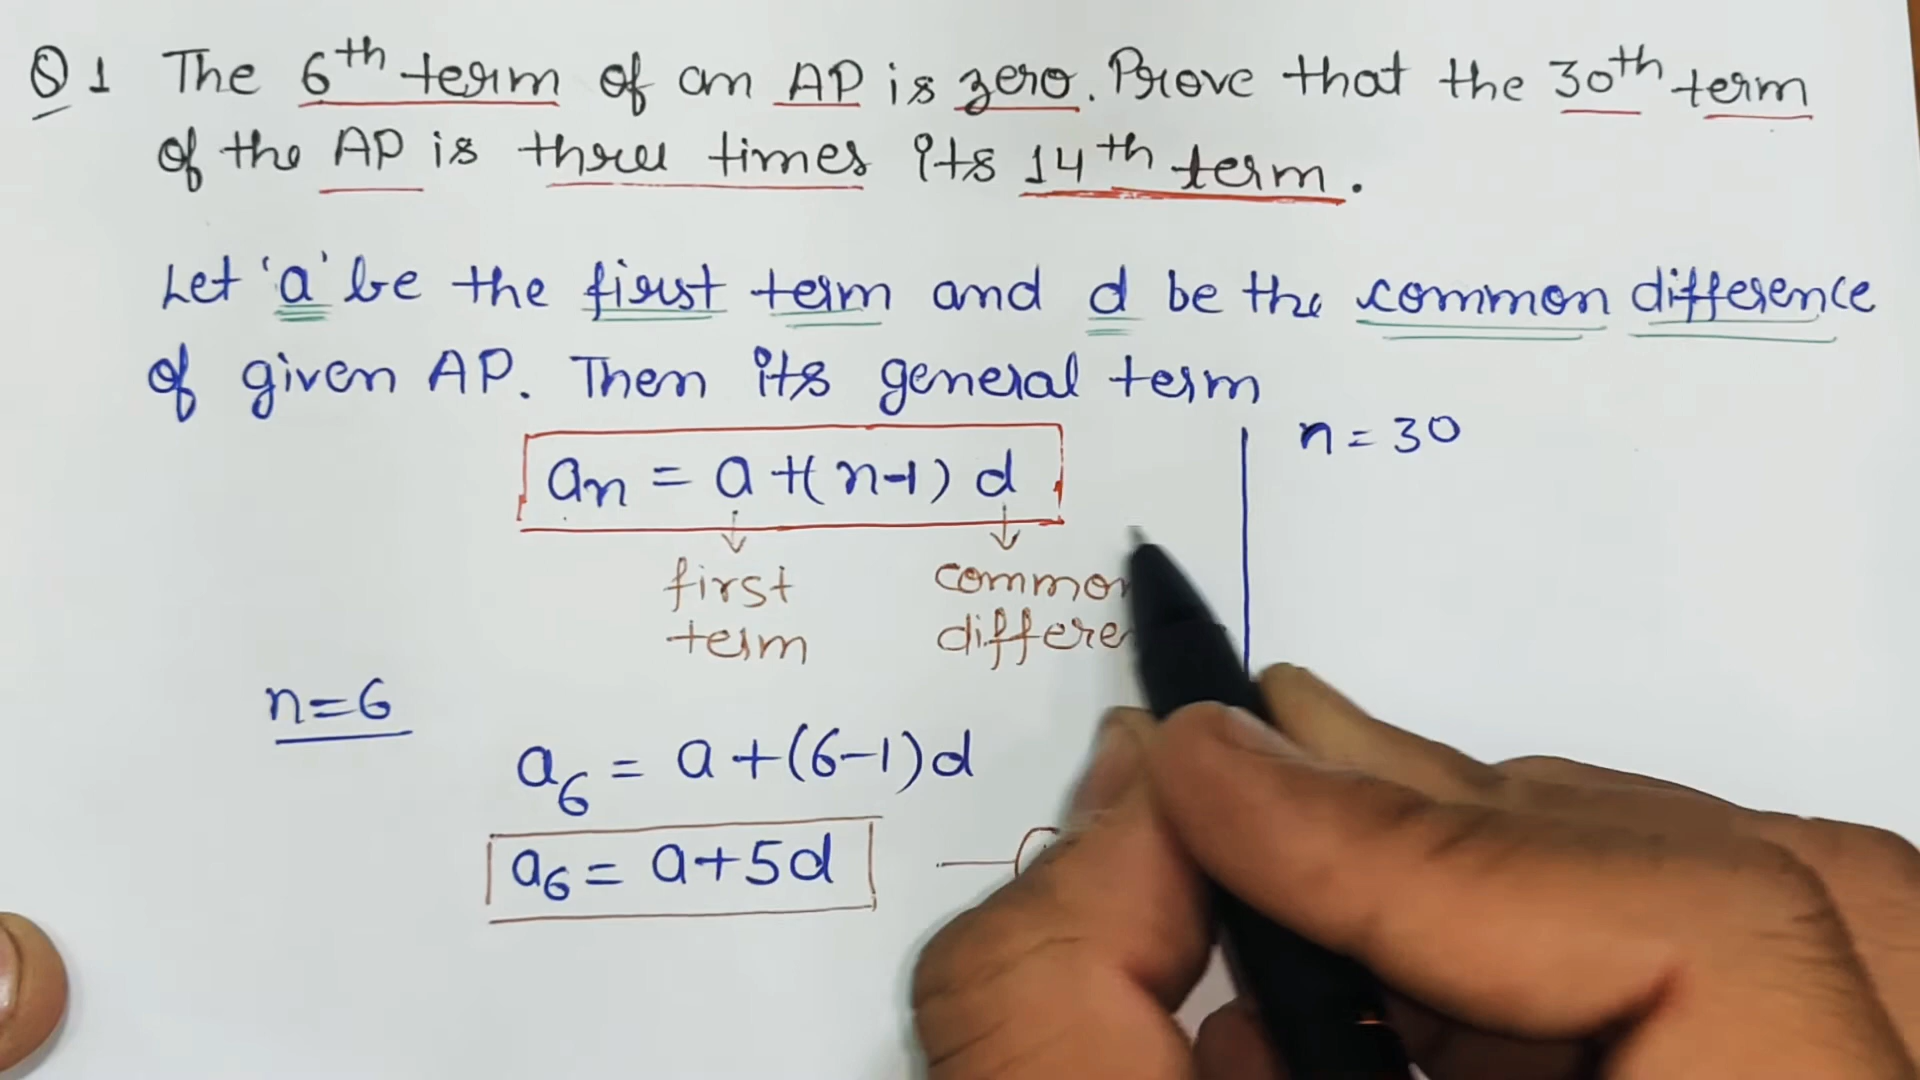 Q1 The 6th term of an AP is zero. Prove that the 30th term
of the AP is three times its 14th term.
Let 'a' be the first term and d be the common difference
of given AP. Then its general term
an = a+(n-1) d
first
term
common
n=6
a6 = a+(6-1)d
a6 = a+5d
n = 30